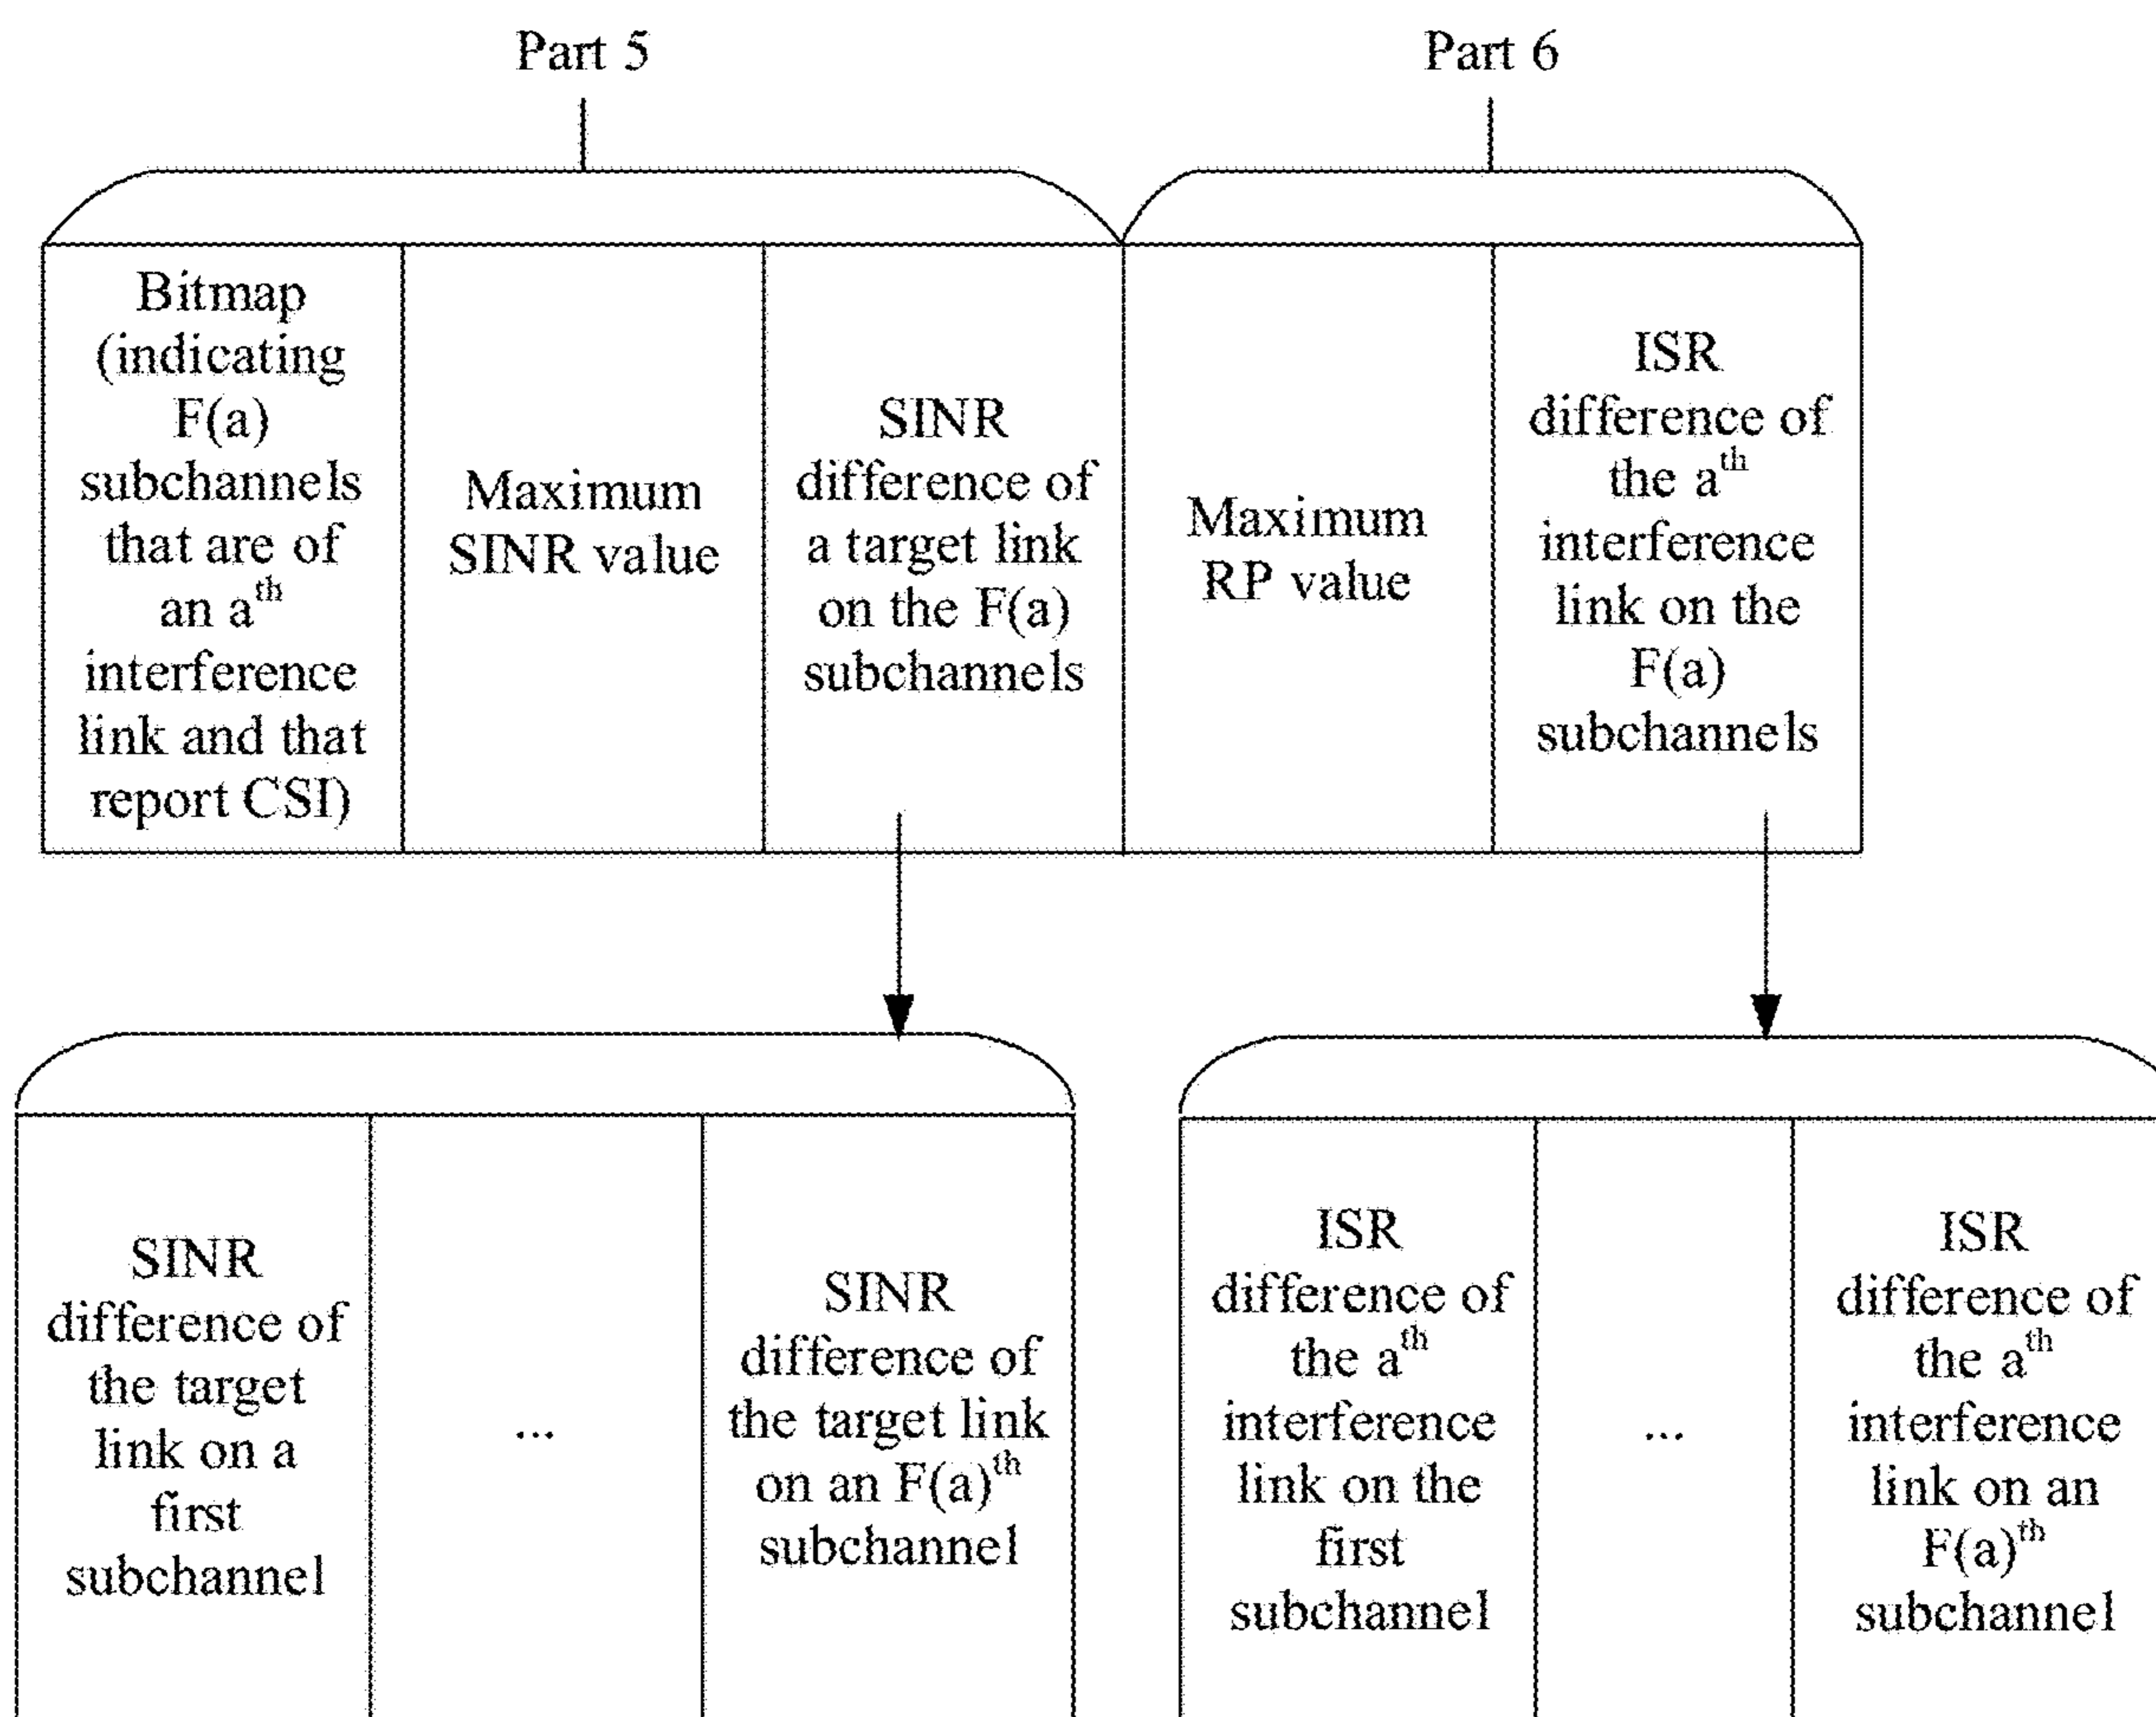 Part 5
Part 6
Bitmap
(indicating
F(a)
subchannels
that are of
an a^th
interference
link and that
report CSI)
Maximum
SINR value
SINR
difference of
a target link
on the F(a)
subchannels
Maximum
RP value
ISR
difference of
the a^th
interference
link on the
F(a)
subchannels
SINR
difference of
the target
link on a
first
subchannel
...
SINR
difference of
the target link
on an F(a)^th
subchannel
ISR
difference of
the a^th
interference
link on the
first
subchannel
...
ISR
difference of
the a^th
interference
link on an
F(a)^th
subchannel